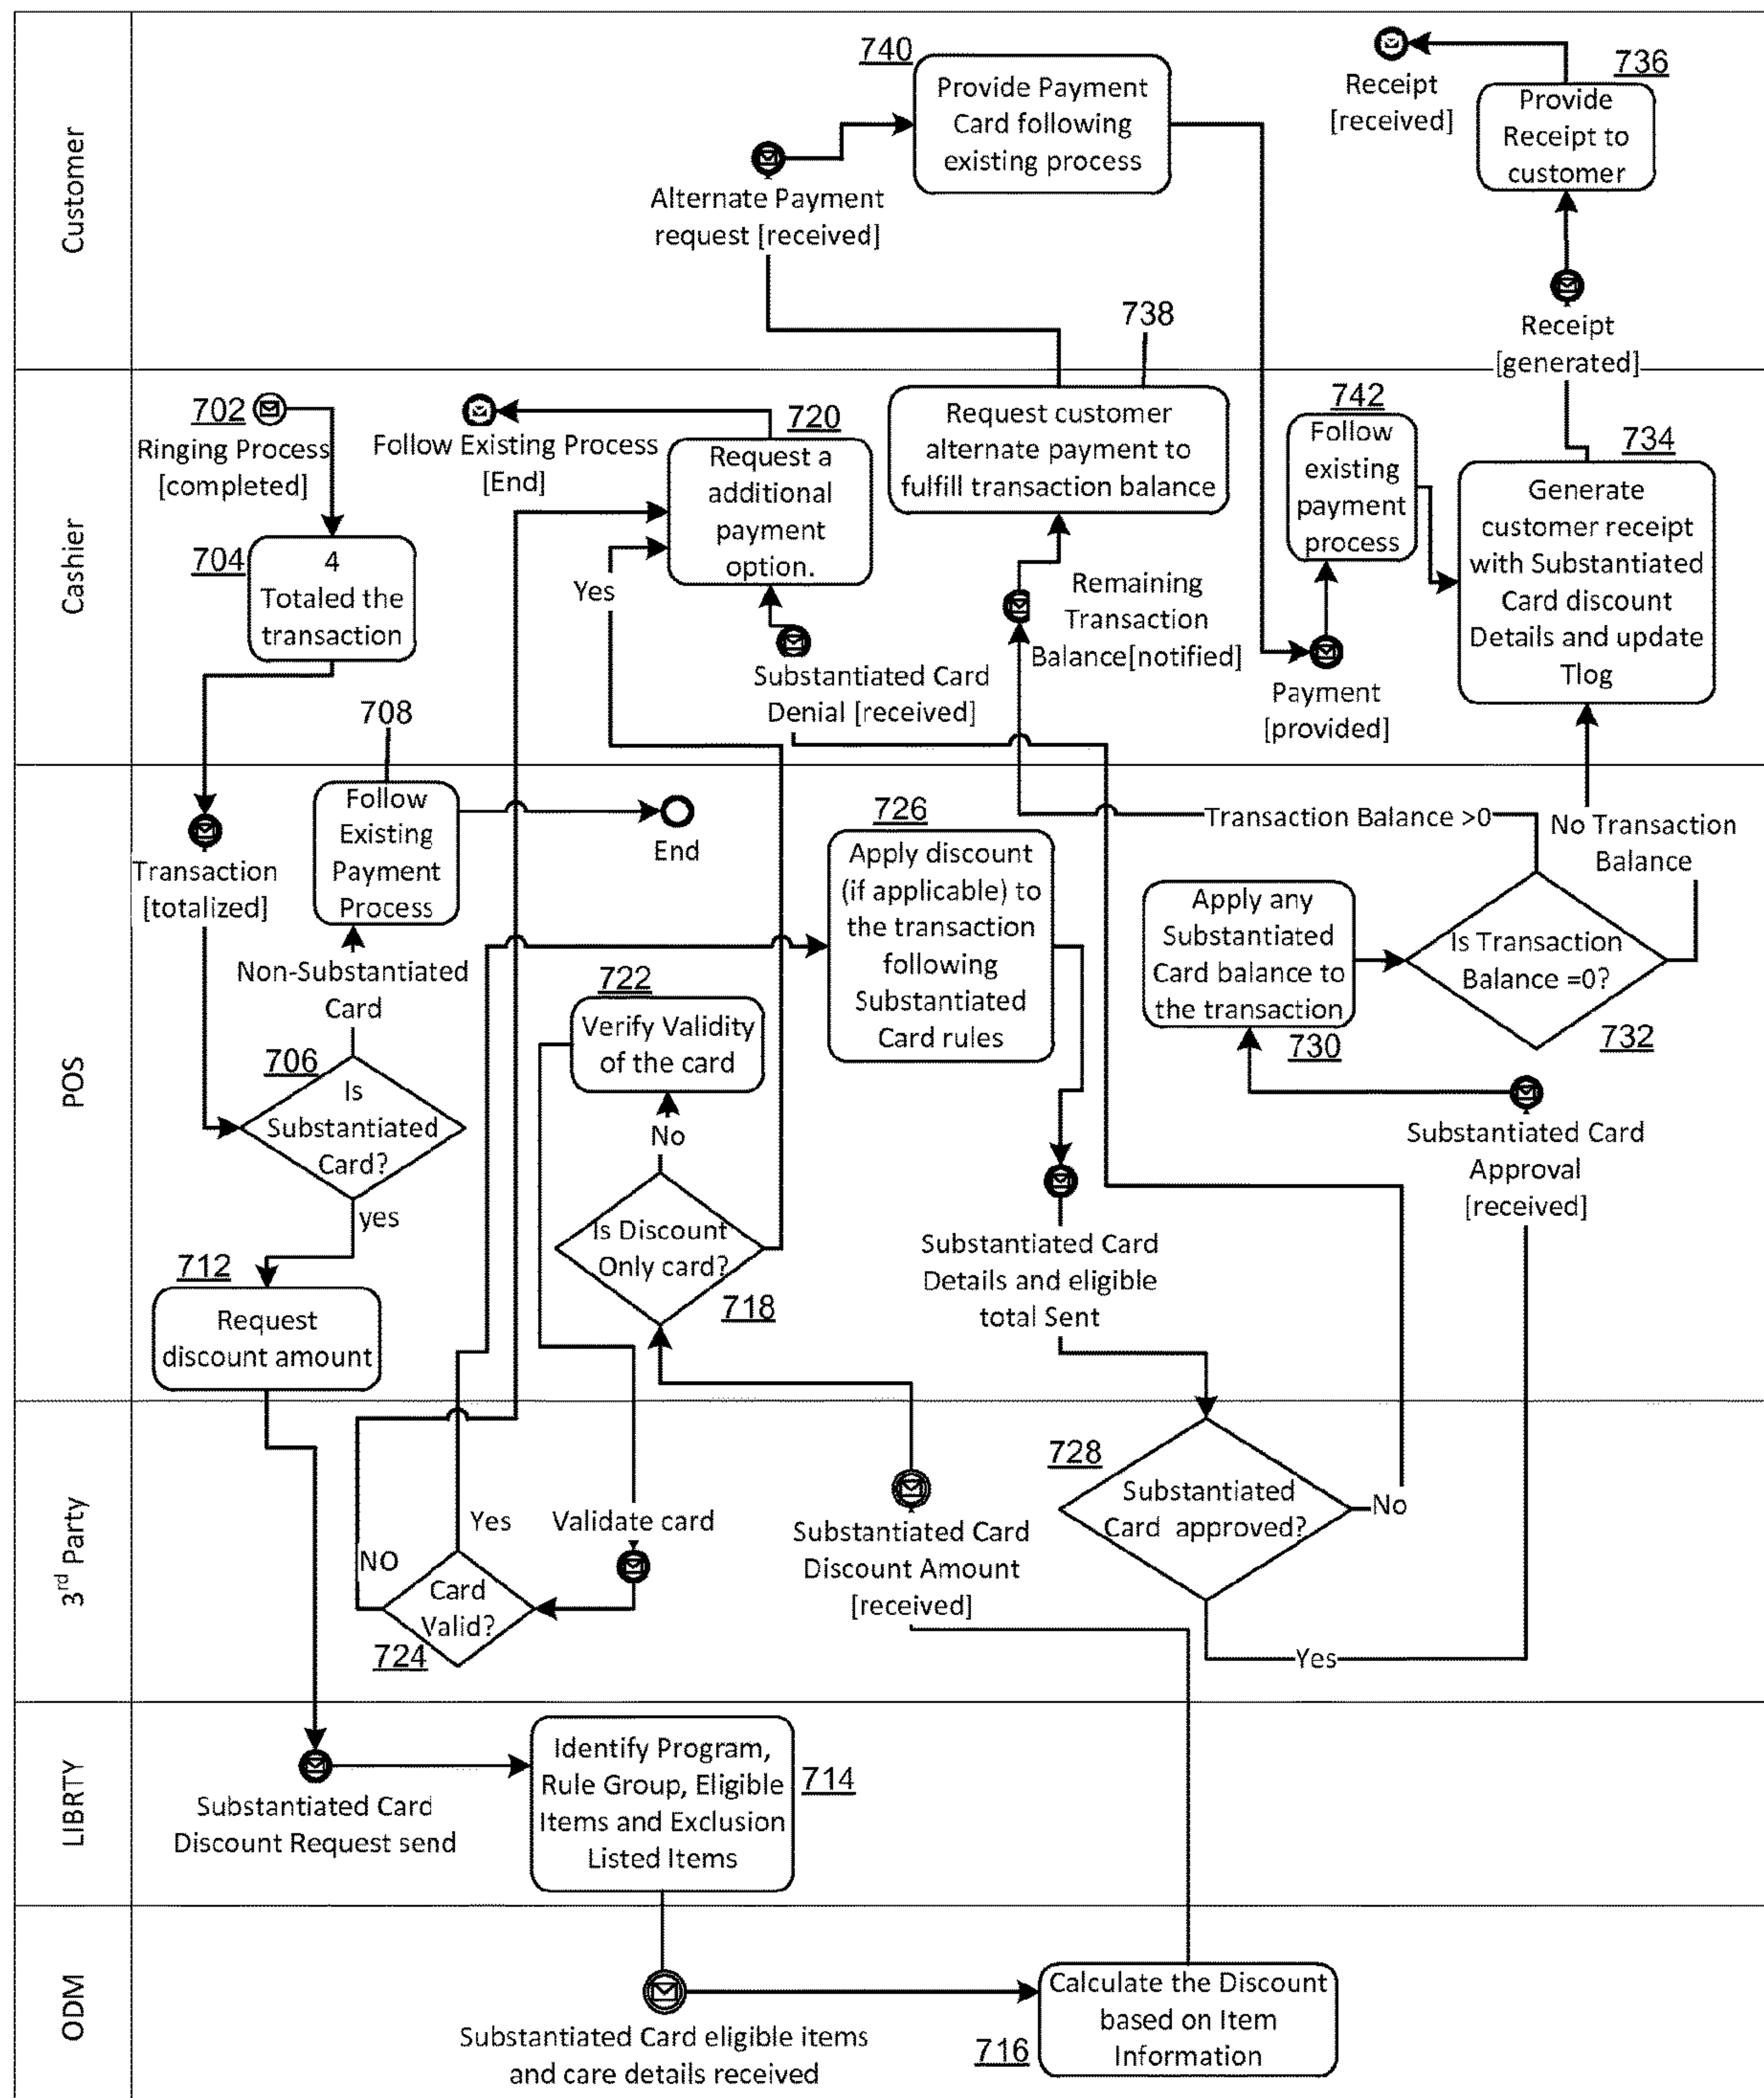 Customer
740
Provide Payment
Card following
existing process
Alternate Payment
request [received]
Receipt
[received]
736
Provide
Receipt to
customer
Receipt
[generated]
738
Cashier
702
Ringing Process
[completed]
704
4
Totaled the
transaction
Follow Existing Process
[End]
720
Request a
additional
payment
option.
Yes
Substantiated Card
Denial [received]
Request customer
alternate payment to
fulfill transaction balance
Remaining
Transaction
Balance[notified]
742
Follow
existing
payment
process
Payment
[provided]
734
Generate
customer receipt
with Substantiated
Card discount
Details and update
Tlog
708
POS
Transaction
[totalized]
Follow
Existing
Payment
Process
End
Non-Substantiated
Card
706
Is
Substantiated
Card?
yes
712
Request
discount amount
722
Verify Validity
of the card
No
Is Discount
Only card?
718
726
Apply discount
(if applicable) to
the transaction
following
Substantiated
Card rules
Substantiated Card
Details and eligible
total Sent
Transaction Balance >0
No Transaction
Balance
Apply any
Substantiated
Card balance to
the transaction
730
Is Transaction
Balance =0?
732
Substantiated Card
Approval
[received]
3rd Party
NO
Yes
Card
Valid?
724
Validate card
Substantiated Card
Discount Amount
[received]
728
Substantiated
Card approved?
No
Yes
LIBRTY
Substantiated Card
Discount Request send
Identify Program,
Rule Group, Eligible
Items and Exclusion
Listed Items
714
ODM
Substantiated Card eligible items
and care details received
716
Calculate the Discount
based on Item
Information